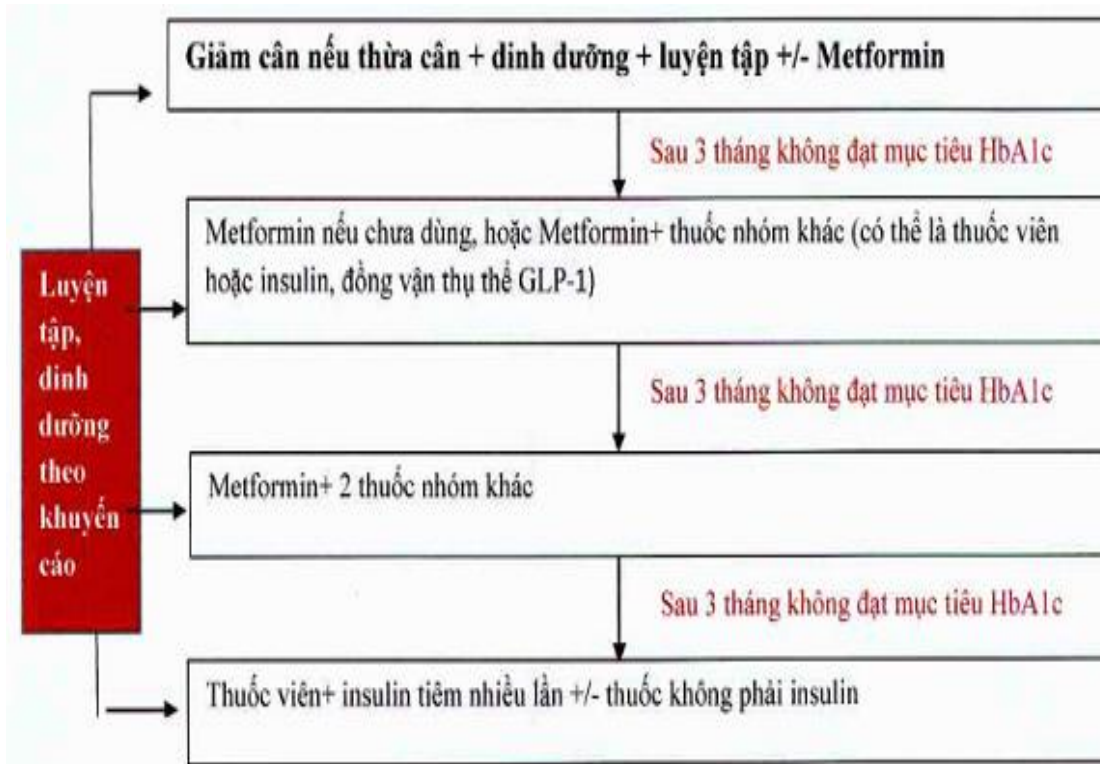 Giảm cân nếu thừa cân + dinh dưỡng + luyện tập +/- Metformin
Sau 3 tháng không đạt mục tiêu HbA1c
Metformin nếu chưa dùng, hoặc Metformin+ thuốc nhóm khác (có thể là thuốc viên
hoặc insulin, đồng vận thụ thể GLP-1)
Luyện
tập,
dinh
dưỡng
theo
khuyến
cáo
Sau 3 tháng không đạt mục tiêu HbA1c
Metformin+ 2 thuốc nhóm khác
Sau 3 tháng không đạt mục tiêu HbA1c
Thuốc viên+ insulin tiêm nhiều lần +/- thuốc không phải insulin